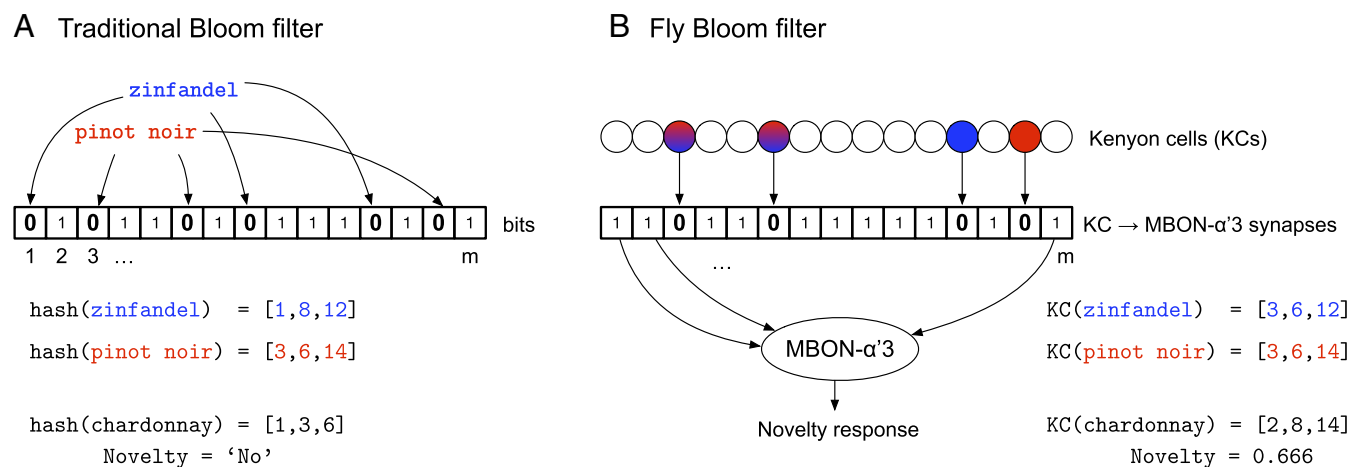 A Traditional Bloom filter
zinfandel
pinot noir
0 1 0 1 1 0 1 0 1 1 1 0 1 0 1 bits
1 2 3 ... m
hash(zinfandel) = [1,8,12]
hash(pinot noir) = [3,6,14]
hash(chardonnay) = [1,3,6]
Novelty = ‘No’
B Fly Bloom filter
Kenyon cells (KCs)
1 1 0 1 1 0 1 1 1 1 1 0 1 0 1 KC → MBON-α’3 synapses
... m
MBON-α’3
Novelty response
KC(zinfandel) = [3,6,12]
KC(pinot noir) = [3,6,14]
KC(chardonnay) = [2,8,14]
Novelty = 0.666